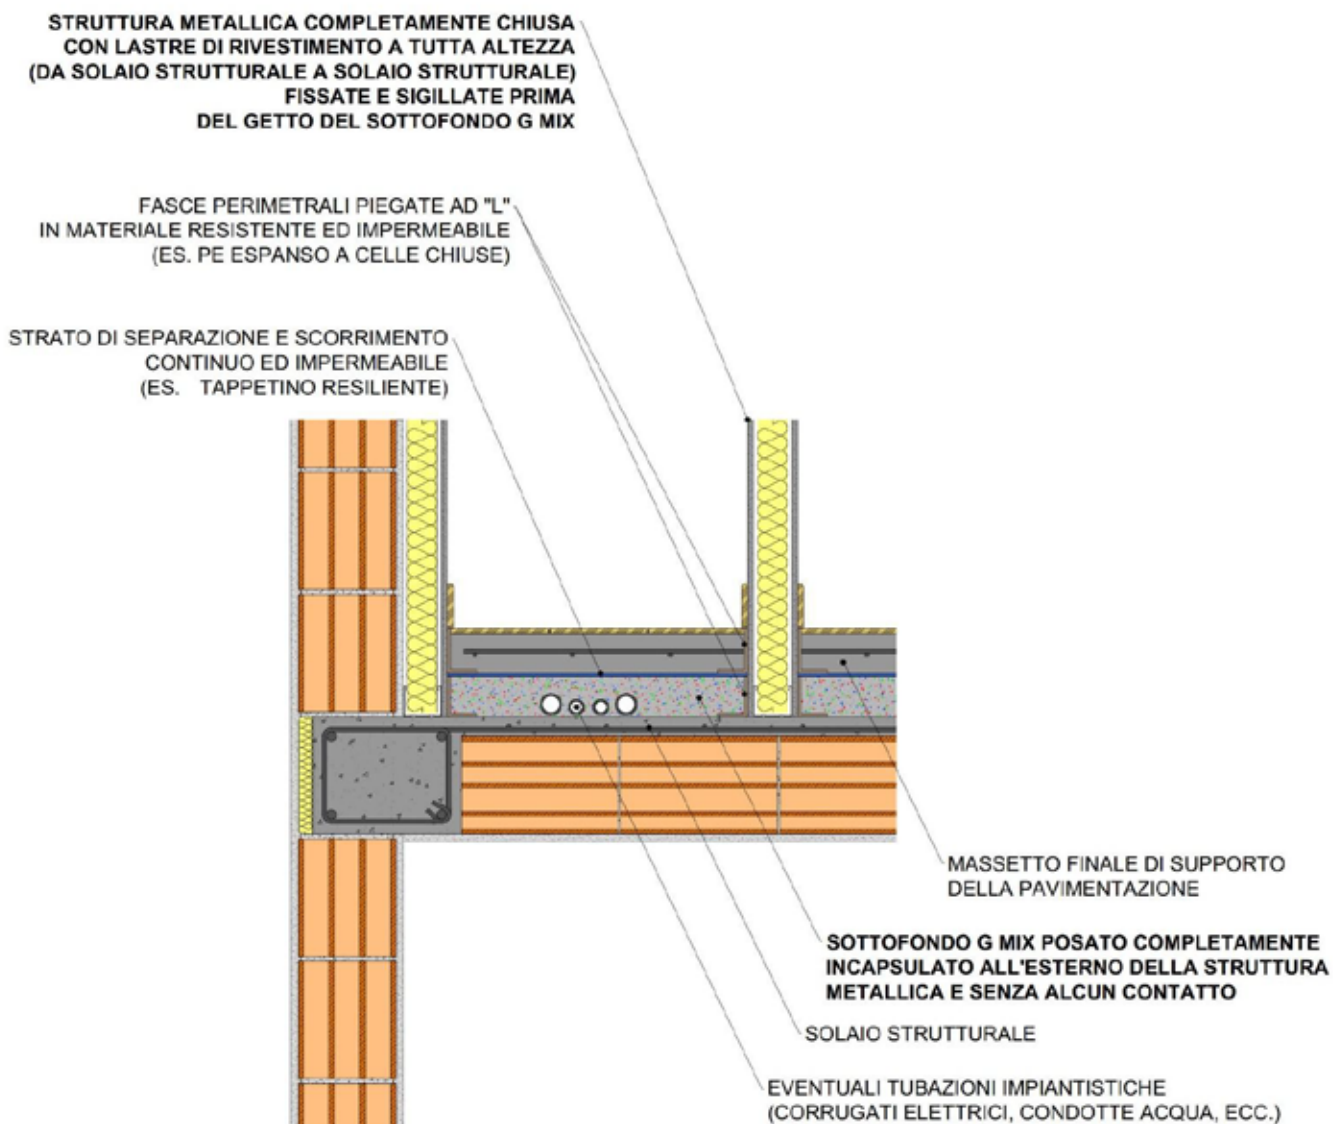 STRUTTURA METALLICA COMPLETAMENTE CHIUSA
CON LASTRE DI RIVESTIMENTO A TUTTA ALTEZZA
(DA SOLAIO STRUTTURALE A SOLAIO STRUTTURALE)
FISSATE E SIGILLATE PRIMA
DEL GETTO DEL SOTTOFONDO G MIX
FASCE PERIMETRALI PIEGATE AD "L"
IN MATERIALE RESISTENTE ED IMPERMEABILE
(ES. PE ESPANSO A CELLE CHIUSE)
STRATO DI SEPARAZIONE E SCORRIMENTO
CONTINUO ED IMPERMEABILE
(ES. TAPPETINO RESILIENTE)
MASSETTO FINALE DI SUPPORTO
DELLA PAVIMENTAZIONE
SOTTOFONDO G MIX POSATO COMPLETAMENTE
INCAPSULATO ALL'ESTERNO DELLA STRUTTURA
METALLICA E SENZA ALCUN CONTATTO
SOLAIO STRUTTURALE
EVENTUALI TUBAZIONI IMPIANTISTICHE
(CORRUGATI ELETTRICI, CONDOTTE ACQUA, ECC.)